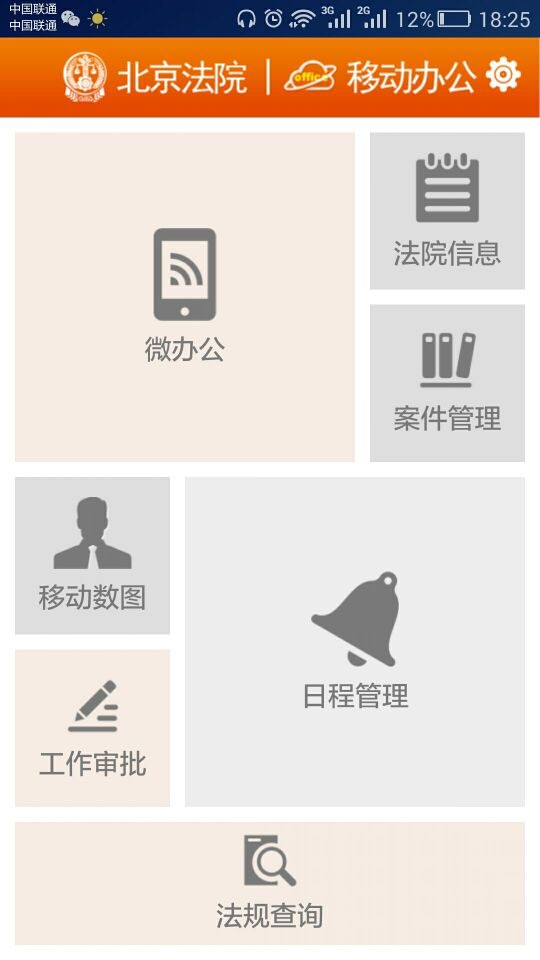 中国联通
中国联通
3G
2G
12%
18:25
北京法院 | office 移动办公
微办公
法院信息
案件管理
移动数图
日程管理
工作审批
法规查询